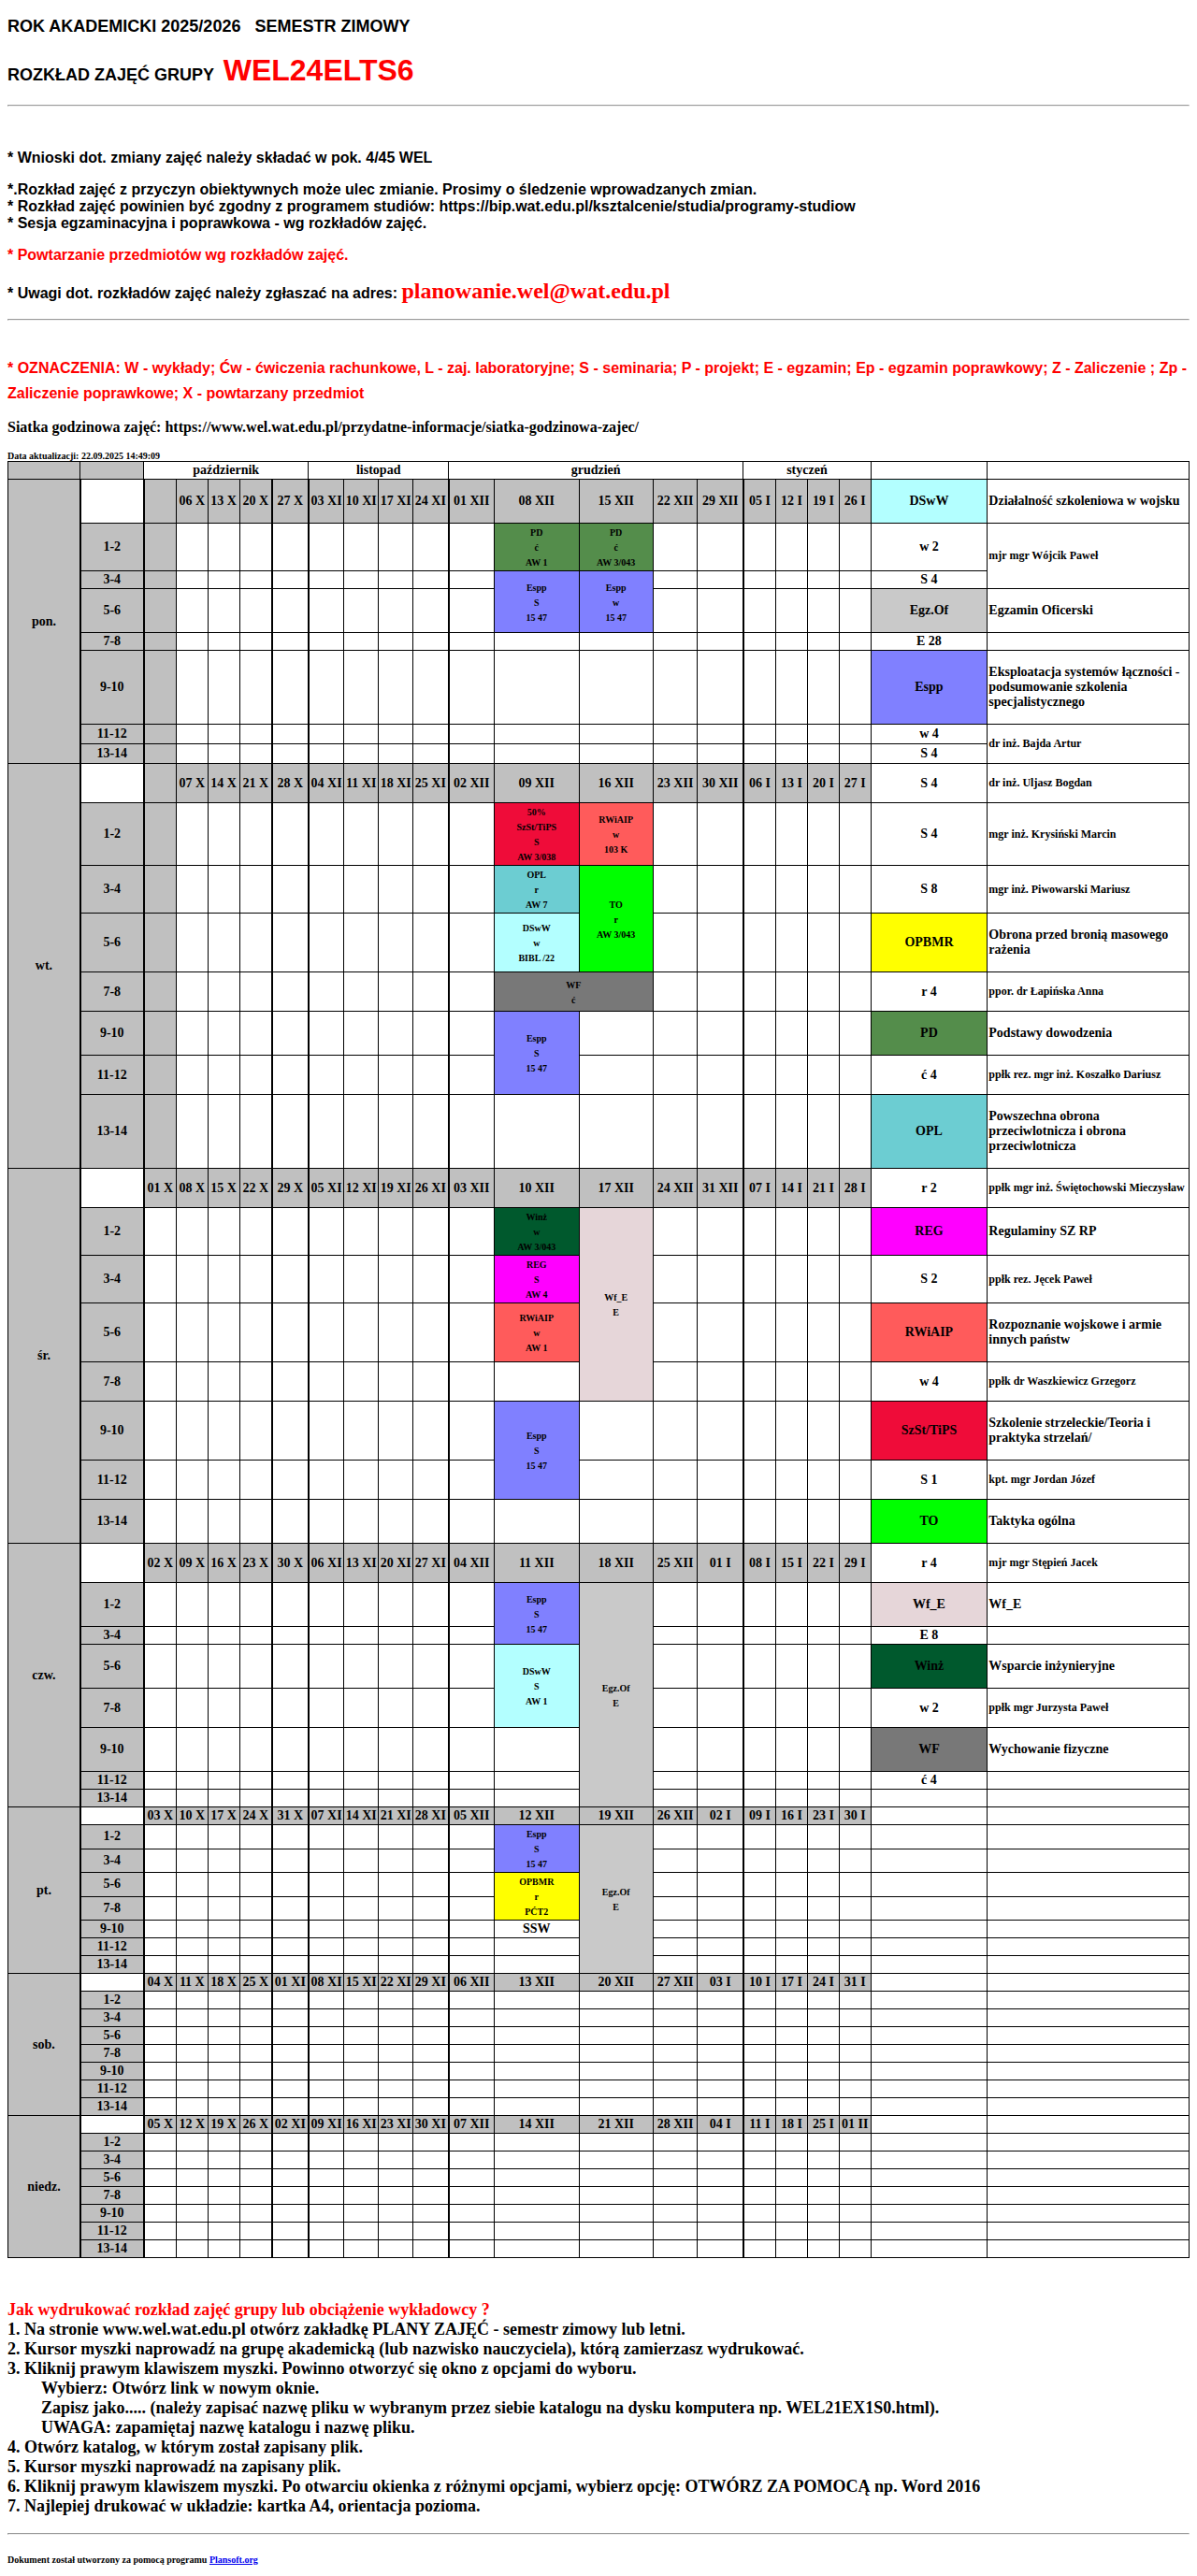 ROK AKADEMICKI 2025/2026 SEMESTR ZIMOWY
ROZKŁAD ZAJĘĆ GRUPY WEL24ELTS6
* Wnioski dot. zmiany zajęć należy składać w pok. 4/45 WEL
*.Rozkład zajęć z przyczyn obiektywnych może ulec zmianie. Prosimy o śledzenie wprowadzanych zmian.
* Rozkład zajęć powinien być zgodny z programem studiów: https://bip.wat.edu.pl/ksztalcenie/studia/programy-studiow
* Sesja egzaminacyjna i poprawkowa - wg rozkładów zajęć.
* Powtarzanie przedmiotów wg rozkładów zajęć.
* Uwagi dot. rozkładów zajęć należy zgłaszać na adres: planowanie.wel@wat.edu.pl
* OZNACZENIA: W - wykłady; Ćw - ćwiczenia rachunkowe, L - zaj. laboratoryjne; S - seminaria; P - projekt; E - egzamin; Ep - egzamin poprawkowy; Z - Zaliczenie ; Zp -
Zaliczenie poprawkowe; X - powtarzany przedmiot
Siatka godzinowa zajęć: https://www.wel.wat.edu.pl/przydatne-informacje/siatka-godzinowa-zajec/
Data aktualizacji: 22.09.2025 14:49:09
październik listopad grudzień styczeń
pon.
06 X 13 X 20 X 27 X 03 XI 10 XI 17 XI 24 XI 01 XII 08 XII 15 XII 22 XII 29 XII 05 I 12 I 19 I 26 I DSwW Działalność szkoleniowa w wojsku
1-2 PD ć AW 1 PD ć AW 3/043 w 2 mjr mgr Wójcik Paweł
3-4 Espp S 15 47 Espp w 15 47 S 4
5-6 Egz.Of Egzamin Oficerski
7-8 E 28
9-10 Espp Eksploatacja systemów łączności - podsumowanie szkolenia specjalistycznego
11-12 w 4 dr inż. Bajda Artur
13-14 S 4
wt.
07 X 14 X 21 X 28 X 04 XI 11 XI 18 XI 25 XI 02 XII 09 XII 16 XII 23 XII 30 XII 06 I 13 I 20 I 27 I S 4 dr inż. Uljasz Bogdan
1-2 50% SzSt/TiPS S AW 3/038 RWiAIP w 103 K S 4 mgr inż. Krysiński Marcin
3-4 OPL r AW 7 TO r AW 3/043 S 8 mgr inż. Piwowarski Mariusz
5-6 DSwW w BIBL /22 OPBMR Obrona przed bronią masowego rażenia
7-8 WF ć r 4 ppor. dr Łapińska Anna
9-10 Espp S 15 47 PD Podstawy dowodzenia
11-12 ć 4 ppłk rez. mgr inż. Koszałko Dariusz
13-14 OPL Powszechna obrona przeciwlotnicza i obrona przeciwlotnicza
śr.
01 X 08 X 15 X 22 X 29 X 05 XI 12 XI 19 XI 26 XI 03 XII 10 XII 17 XII 24 XII 31 XII 07 I 14 I 21 I 28 I r 2 ppłk mgr inż. Świętochowski Mieczysław
1-2 Winż w AW 3/043 Wf_E E REG Regulaminy SZ RP
3-4 REG S AW 4 S 2 ppłk rez. Jęcek Paweł
5-6 RWiAIP w AW 1 RWiAIP Rozpoznanie wojskowe i armie innych państw
7-8 w 4 ppłk dr Waszkiewicz Grzegorz
9-10 Espp S 15 47 SzSt/TiPS Szkolenie strzeleckie/Teoria i praktyka strzelań/
11-12 S 1 kpt. mgr Jordan Józef
13-14 TO Taktyka ogólna
czw.
02 X 09 X 16 X 23 X 30 X 06 XI 13 XI 20 XI 27 XI 04 XII 11 XII 18 XII 25 XII 01 I 08 I 15 I 22 I 29 I r 4 mjr mgr Stępień Jacek
1-2 Espp S 15 47 Egz.Of E Wf_E Wf_E
3-4 E 8
5-6 DSwW S AW 1 Winż Wsparcie inżynieryjne
7-8 w 2 ppłk mgr Jurzysta Paweł
9-10 WF Wychowanie fizyczne
11-12 ć 4
13-14
pt.
03 X 10 X 17 X 24 X 31 X 07 XI 14 XI 21 XI 28 XI 05 XII 12 XII 19 XII 26 XII 02 I 09 I 16 I 23 I 30 I
1-2 Espp S 15 47 Egz.Of E
3-4
5-6 OPBMR r PĆT2
7-8
9-10 SSW
11-12
13-14
sob.
04 X 11 X 18 X 25 X 01 XI 08 XI 15 XI 22 XI 29 XI 06 XII 13 XII 20 XII 27 XII 03 I 10 I 17 I 24 I 31 I
1-2
3-4
5-6
7-8
9-10
11-12
13-14
niedz.
05 X 12 X 19 X 26 X 02 XI 09 XI 16 XI 23 XI 30 XI 07 XII 14 XII 21 XII 28 XII 04 I 11 I 18 I 25 I 01 II
1-2
3-4
5-6
7-8
9-10
11-12
13-14
Jak wydrukować rozkład zajęć grupy lub obciążenie wykładowcy ?
1. Na stronie www.wel.wat.edu.pl otwórz zakładkę PLANY ZAJĘĆ - semestr zimowy lub letni.
2. Kursor myszki naprowadź na grupę akademicką (lub nazwisko nauczyciela), którą zamierzasz wydrukować.
3. Kliknij prawym klawiszem myszki. Powinno otworzyć się okno z opcjami do wyboru.
Wybierz: Otwórz link w nowym oknie.
Zapisz jako..... (należy zapisać nazwę pliku w wybranym przez siebie katalogu na dysku komputera np. WEL21EX1S0.html).
UWAGA: zapamiętaj nazwę katalogu i nazwę pliku.
4. Otwórz katalog, w którym został zapisany plik.
5. Kursor myszki naprowadź na zapisany plik.
6. Kliknij prawym klawiszem myszki. Po otwarciu okienka z różnymi opcjami, wybierz opcję: OTWÓRZ ZA POMOCĄ np. Word 2016
7. Najlepiej drukować w układzie: kartka A4, orientacja pozioma.
Dokument został utworzony za pomocą programu Plansoft.org